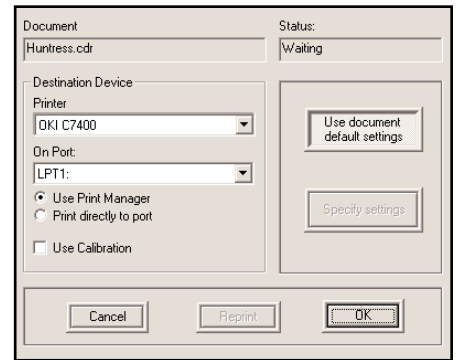 Document
Status:
Huntress.cdr
Waiting
Destination Device
Printer
OKI C7400
On Port:
LPT1:
Use Print Manager
Print directly to port
Use Calibration
Use document
default settings
Specify settings
Cancel
Reprint
OK